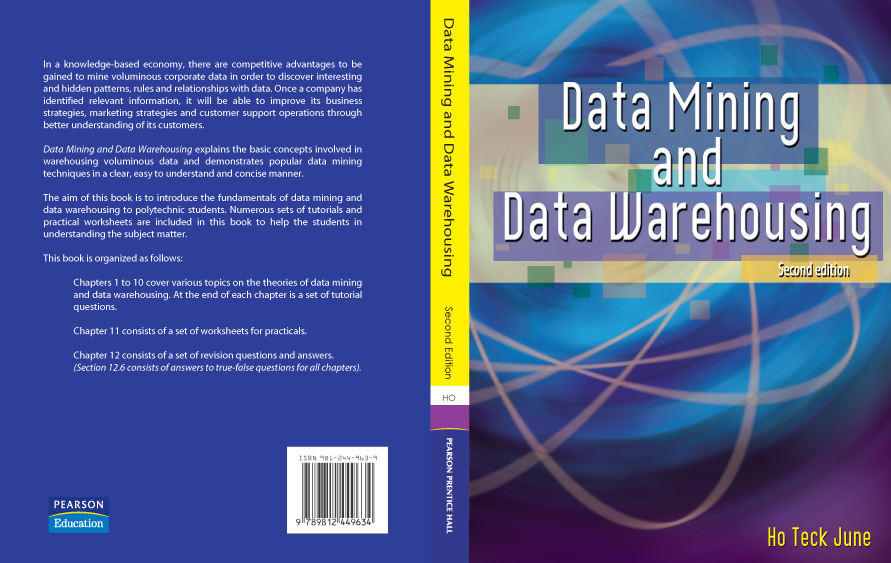 In a knowledge-based economy, there are competitive advantages to be
gained to mine voluminous corporate data in order to discover interesting
and hidden patterns, rules and relationships with data. Once a company has
identified relevant information, it will be able to improve its business
strategies, marketing strategies and customer support operations through
better understanding of its customers.
Data Mining and Data Warehousing explains the basic concepts involved in
warehousing voluminous data and demonstrates popular data mining
techniques in a clear, easy to understand and concise manner.
The aim of this book is to introduce the fundamentals of data mining and
data warehousing to polytechnic students. Numerous sets of tutorials and
practical worksheets are included in this book to help the students in
understanding the subject matter.
This book is organized as follows:
Chapters 1 to 10 cover various topics on the theories of data mining
and data warehousing. At the end of each chapter is a set of tutorial
questions.
Chapter 11 consists of a set of worksheets for practicals.
Chapter 12 consists of a set of revision questions and answers.
(Section 12.6 consists of answers to true-false questions for all chapters).
PEARSON
Education
ISBN 981-244-963-9
9 789812 449634
Data Mining and Data Warehousing
Second Edition
HO
PEARSON PRENTICE HALL
Data Mining
and
Data Warehousing
Second edition
Ho Teck June